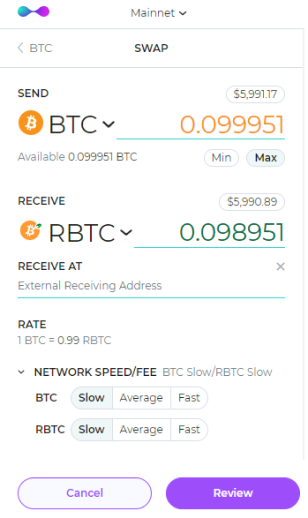 Mainnet
BTC
SWAP
SEND
$5,991.17
BTC
0.099951
Available 0.099951 BTC
Min
Max
RECEIVE
$5,990.89
RBTC
0.098951
RECEIVE AT
External Receiving Address
RATE
1 BTC = 0.99 RBTC
NETWORK SPEED/FEE BTC Slow/RBTC Slow
BTC Slow Average Fast
RBTC Slow Average Fast
Cancel
Review